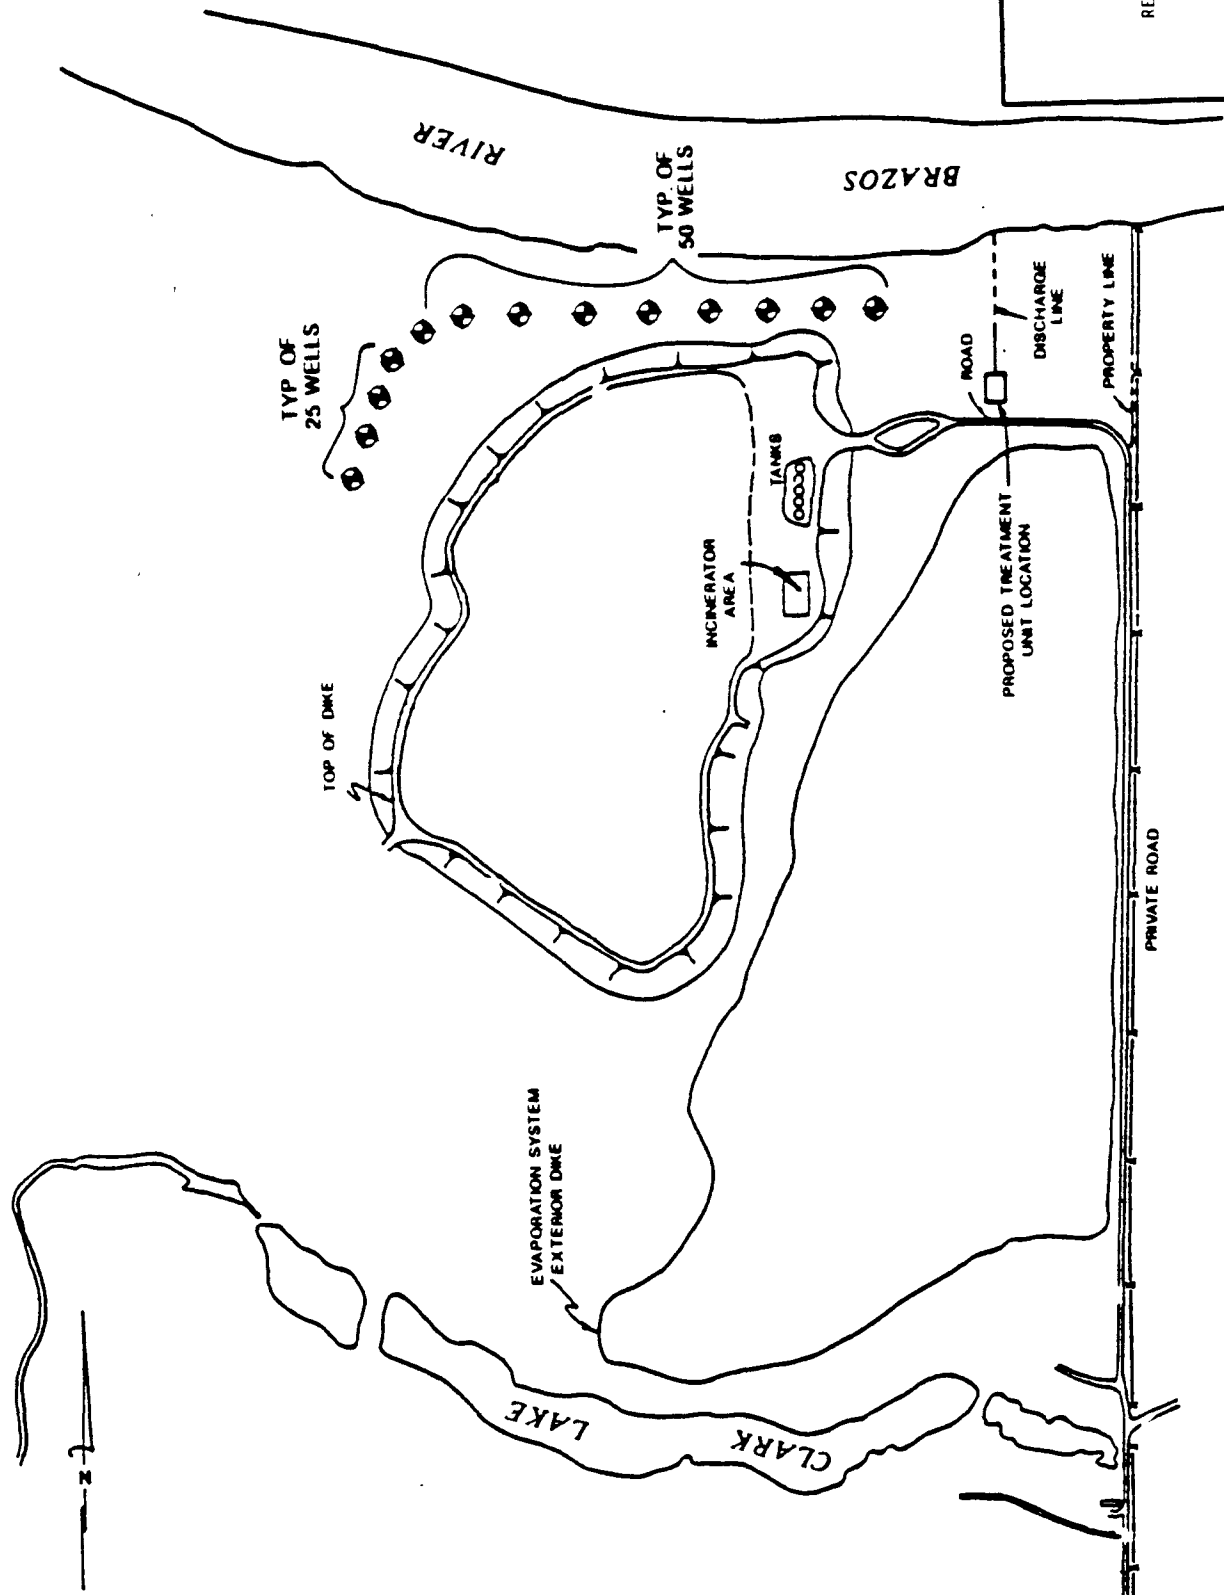 RE
RIVER
BRAZOS
TYP. OF
50 WELLS
TYP OF
25 WELLS
DISCHARGE
LINE
PROPERTY LINE
ROAD
TANKS
INCINERATOR
AREA
PROPOSED TREATMENT
UNIT LOCATION
TOP OF DIKE
PRIVATE ROAD
EVAPORATION SYSTEM
EXTERIOR DIKE
CLARK
LAKE
N